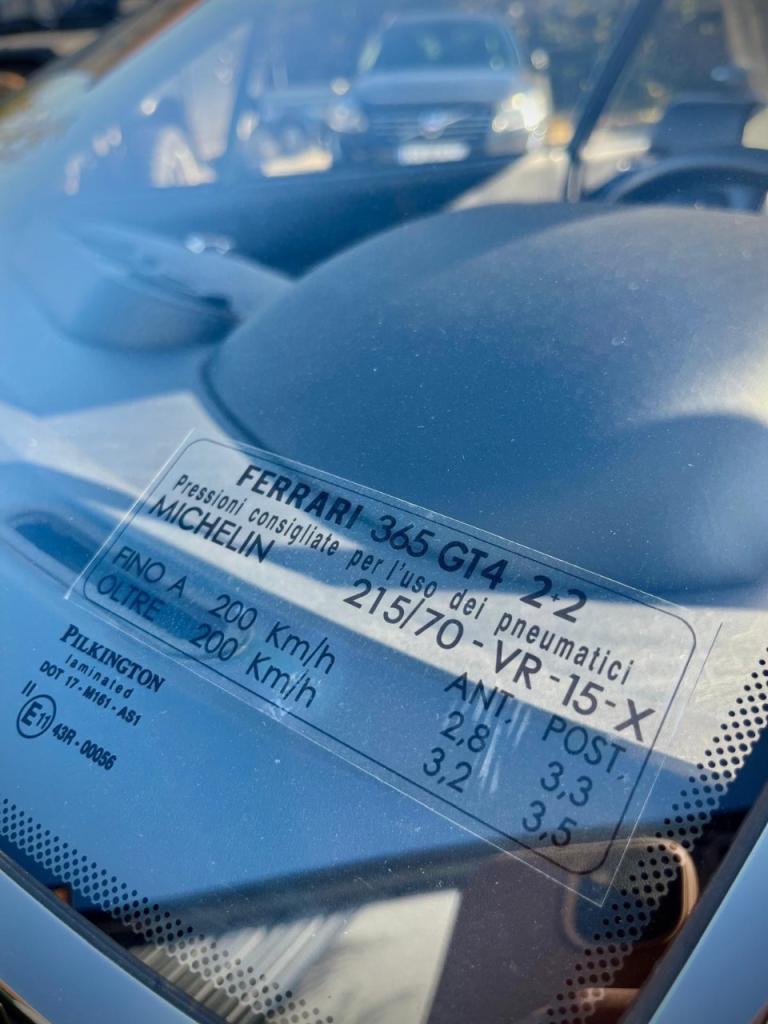 FERRARI 365 GT4 2+2
Pressioni consigliate per l'uso dei pneumatici
MICHELIN 215/70-VR-15-X
ANT. POST.
FINO A 200 Km/h 2,8 3,3
OLTRE 200 Km/h 3,2 3,5
PILKINGTON
laminated
DOT 17-M161-AS1
II
E11 43R-00056